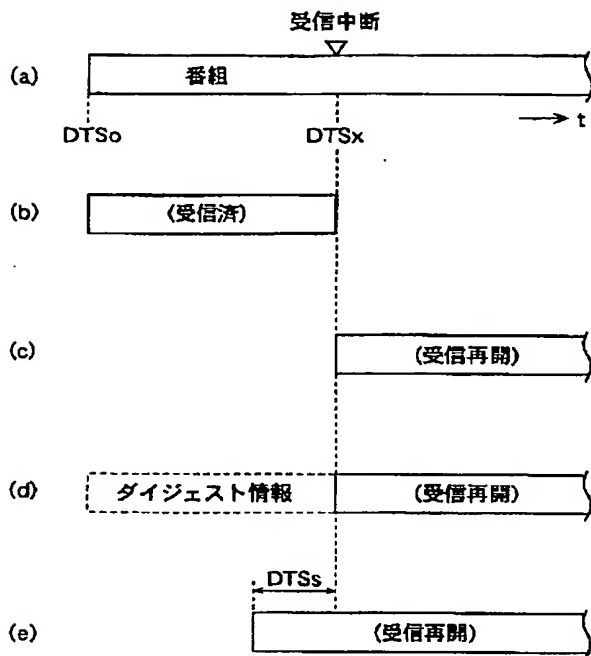 受信中断
(a) 番組
→ t
DTSo DTSx
(b) (受信済)
(c) (受信再開)
(d) ダイジェスト情報 (受信再開)
DTSs
(e) (受信再開)